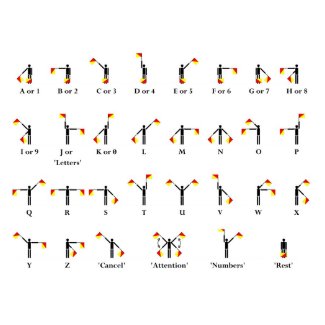 A or 1 B or 2 C or 3 D or 4 E or 5 F or 6 G or 7 H or 8
I or 9 J or K or 0 L M N O P
'Letters'
Q R S T U V W X
Y Z 'Cancel' 'Attention' 'Numbers' 'Rest'